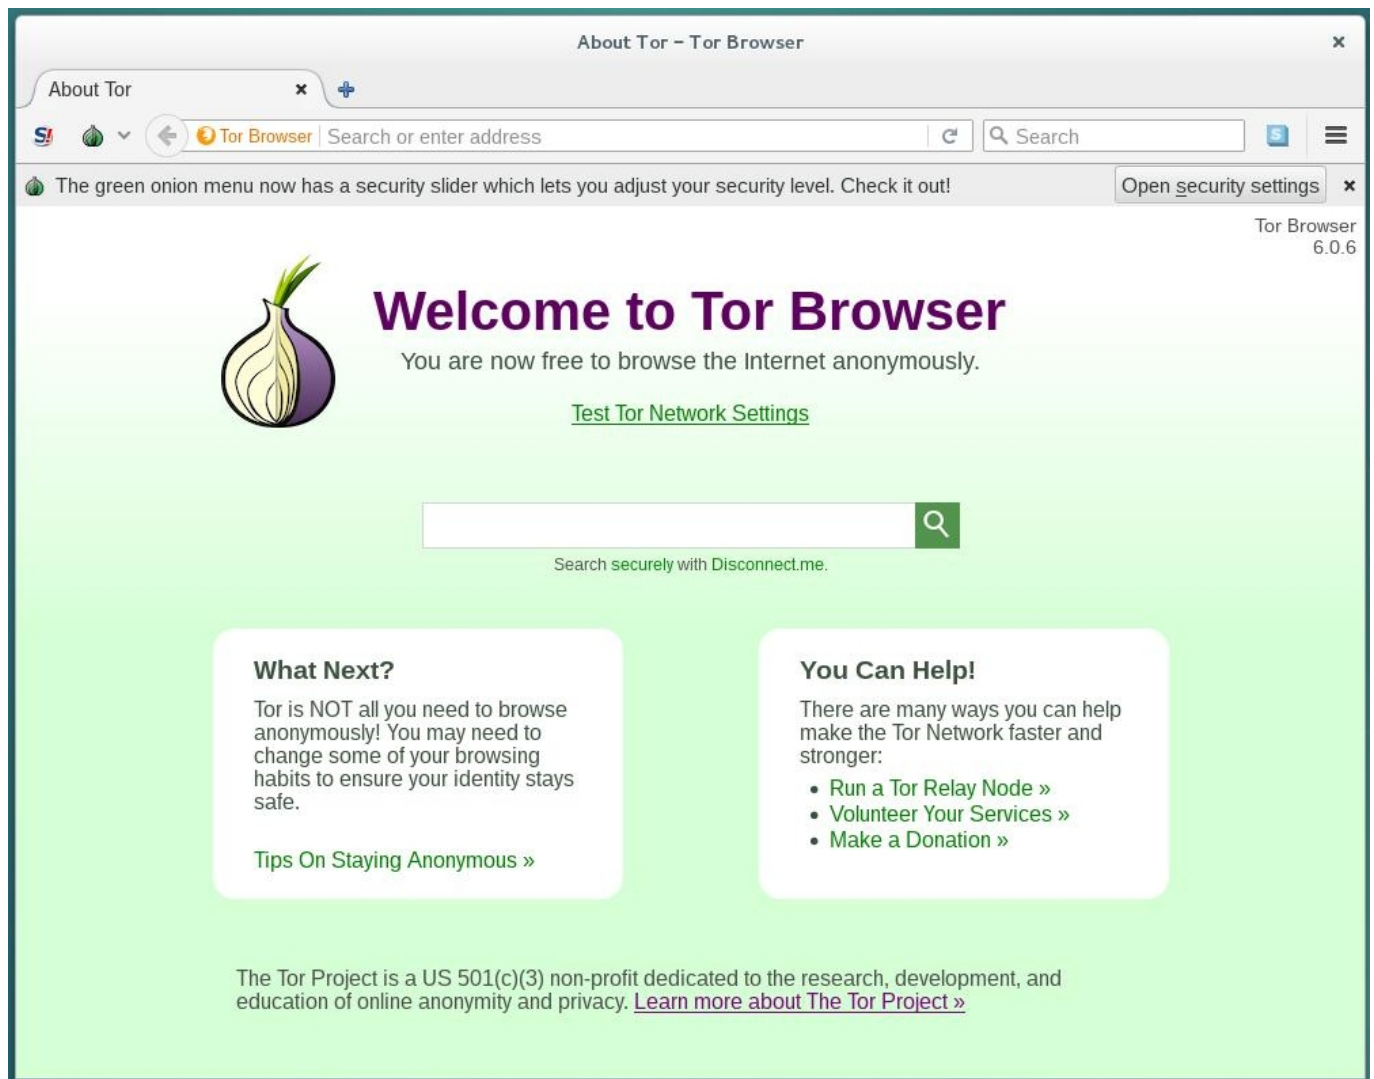 About Tor – Tor Browser
About Tor
S!
Tor Browser
Search or enter address
Search
S
The green onion menu now has a security slider which lets you adjust your security level. Check it out!
Open security settings
Tor Browser
6.0.6
Welcome to Tor Browser
You are now free to browse the Internet anonymously.
Test Tor Network Settings
Search securely with Disconnect.me.
What Next?
Tor is NOT all you need to browse
anonymously! You may need to
change some of your browsing
habits to ensure your identity stays
safe.
Tips On Staying Anonymous »
You Can Help!
There are many ways you can help
make the Tor Network faster and
stronger:
• Run a Tor Relay Node »
• Volunteer Your Services »
• Make a Donation »
The Tor Project is a US 501(c)(3) non-profit dedicated to the research, development, and
education of online anonymity and privacy. Learn more about The Tor Project »